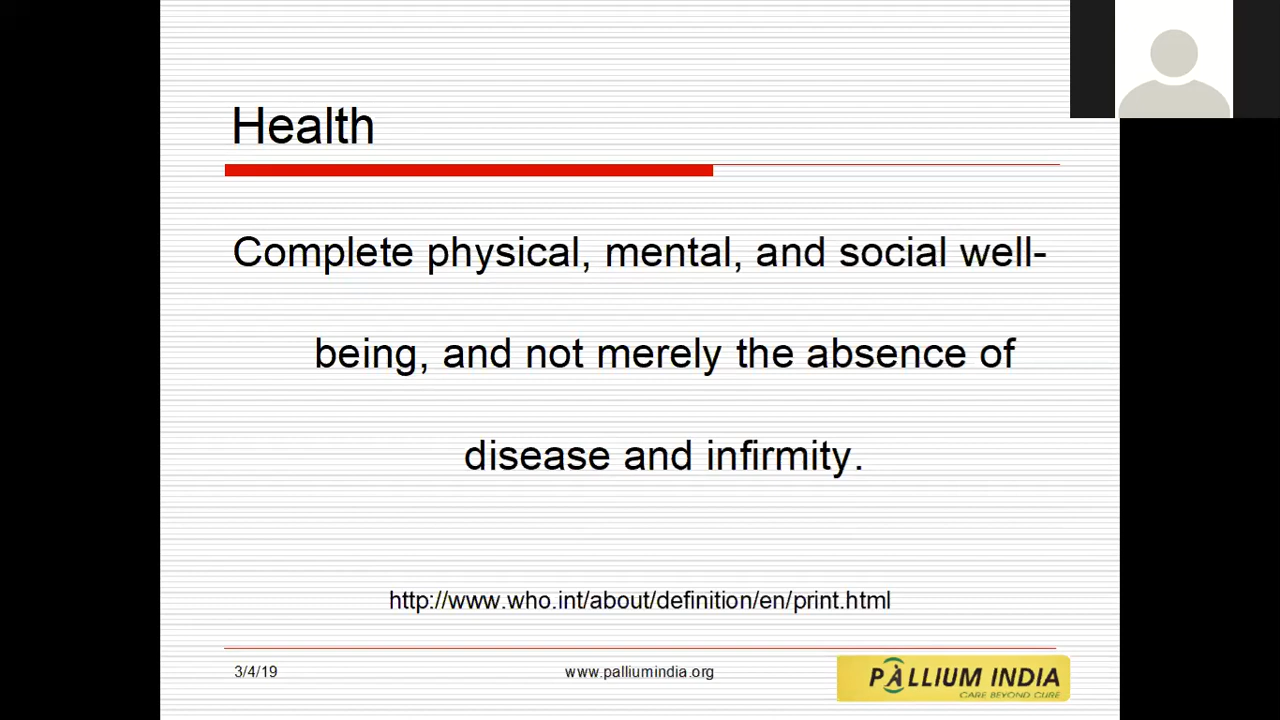 Health
Complete physical, mental, and social well-
being, and not merely the absence of
disease and infirmity.
http://www.who.int/about/definition/en/print.html
3/4/19
www.palliumindia.org
PALLIUM INDIA
CARE BEYOND CURE